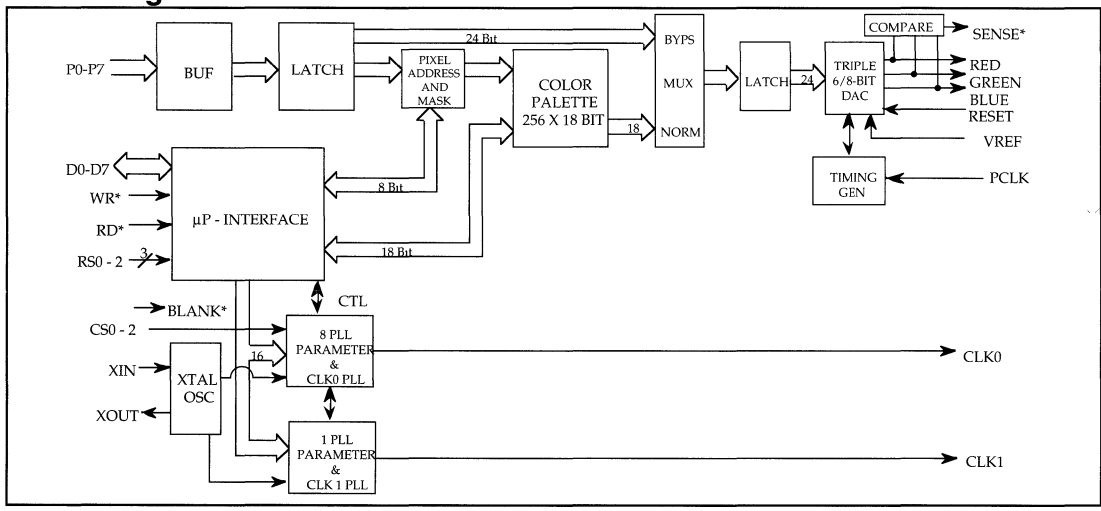 24 Bit
BYPS
MUX
NORM
COMPARE
SENSE*
P0-P7
BUF
LATCH
PIXEL
ADDRESS
AND
MASK
COLOR
PALETTE
256 X 18 BIT
18
LATCH
24
TRIPLE
6/8-BIT
DAC
RED
GREEN
BLUE
RESET
VREF
D0-D7
WR*
RD*
RS0 - 2
3
µP - INTERFACE
8 Bit
18 Bit
TIMING
GEN
PCLK
BLANK*
CTL
CS0 - 2
16
8 PLL
PARAMETER
&
CLK0 PLL
CLK0
XIN
XOUT
XTAL
OSC
1 PLL
PARAMETER
&
CLK 1 PLL
CLK1